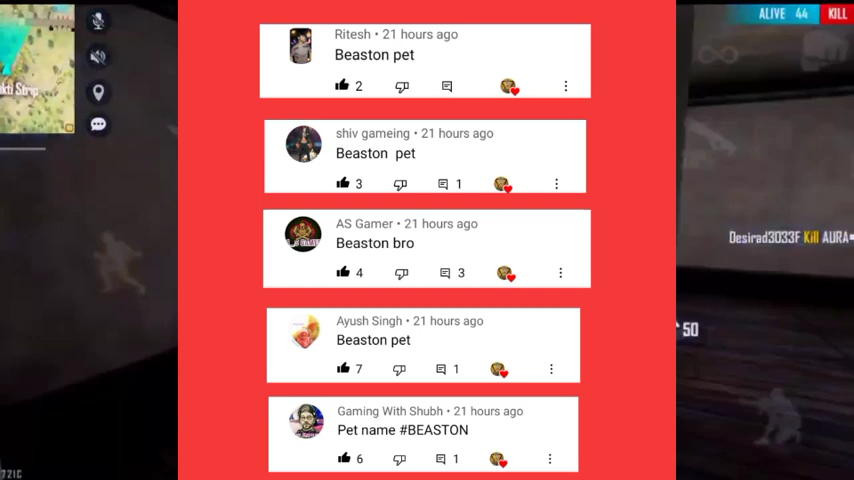 ALIVE 44 KILL
kti Strip
Ritesh • 21 hours ago
Beaston pet
2
shiv gameing • 21 hours ago
Beaston pet
3 1
AS Gamer • 21 hours ago
Beaston bro
4 3
Desirad3033F Kill AURA
Ayush Singh • 21 hours ago
Beaston pet
7 1
50
Gaming With Shubh • 21 hours ago
Pet name #BEASTON
6 1